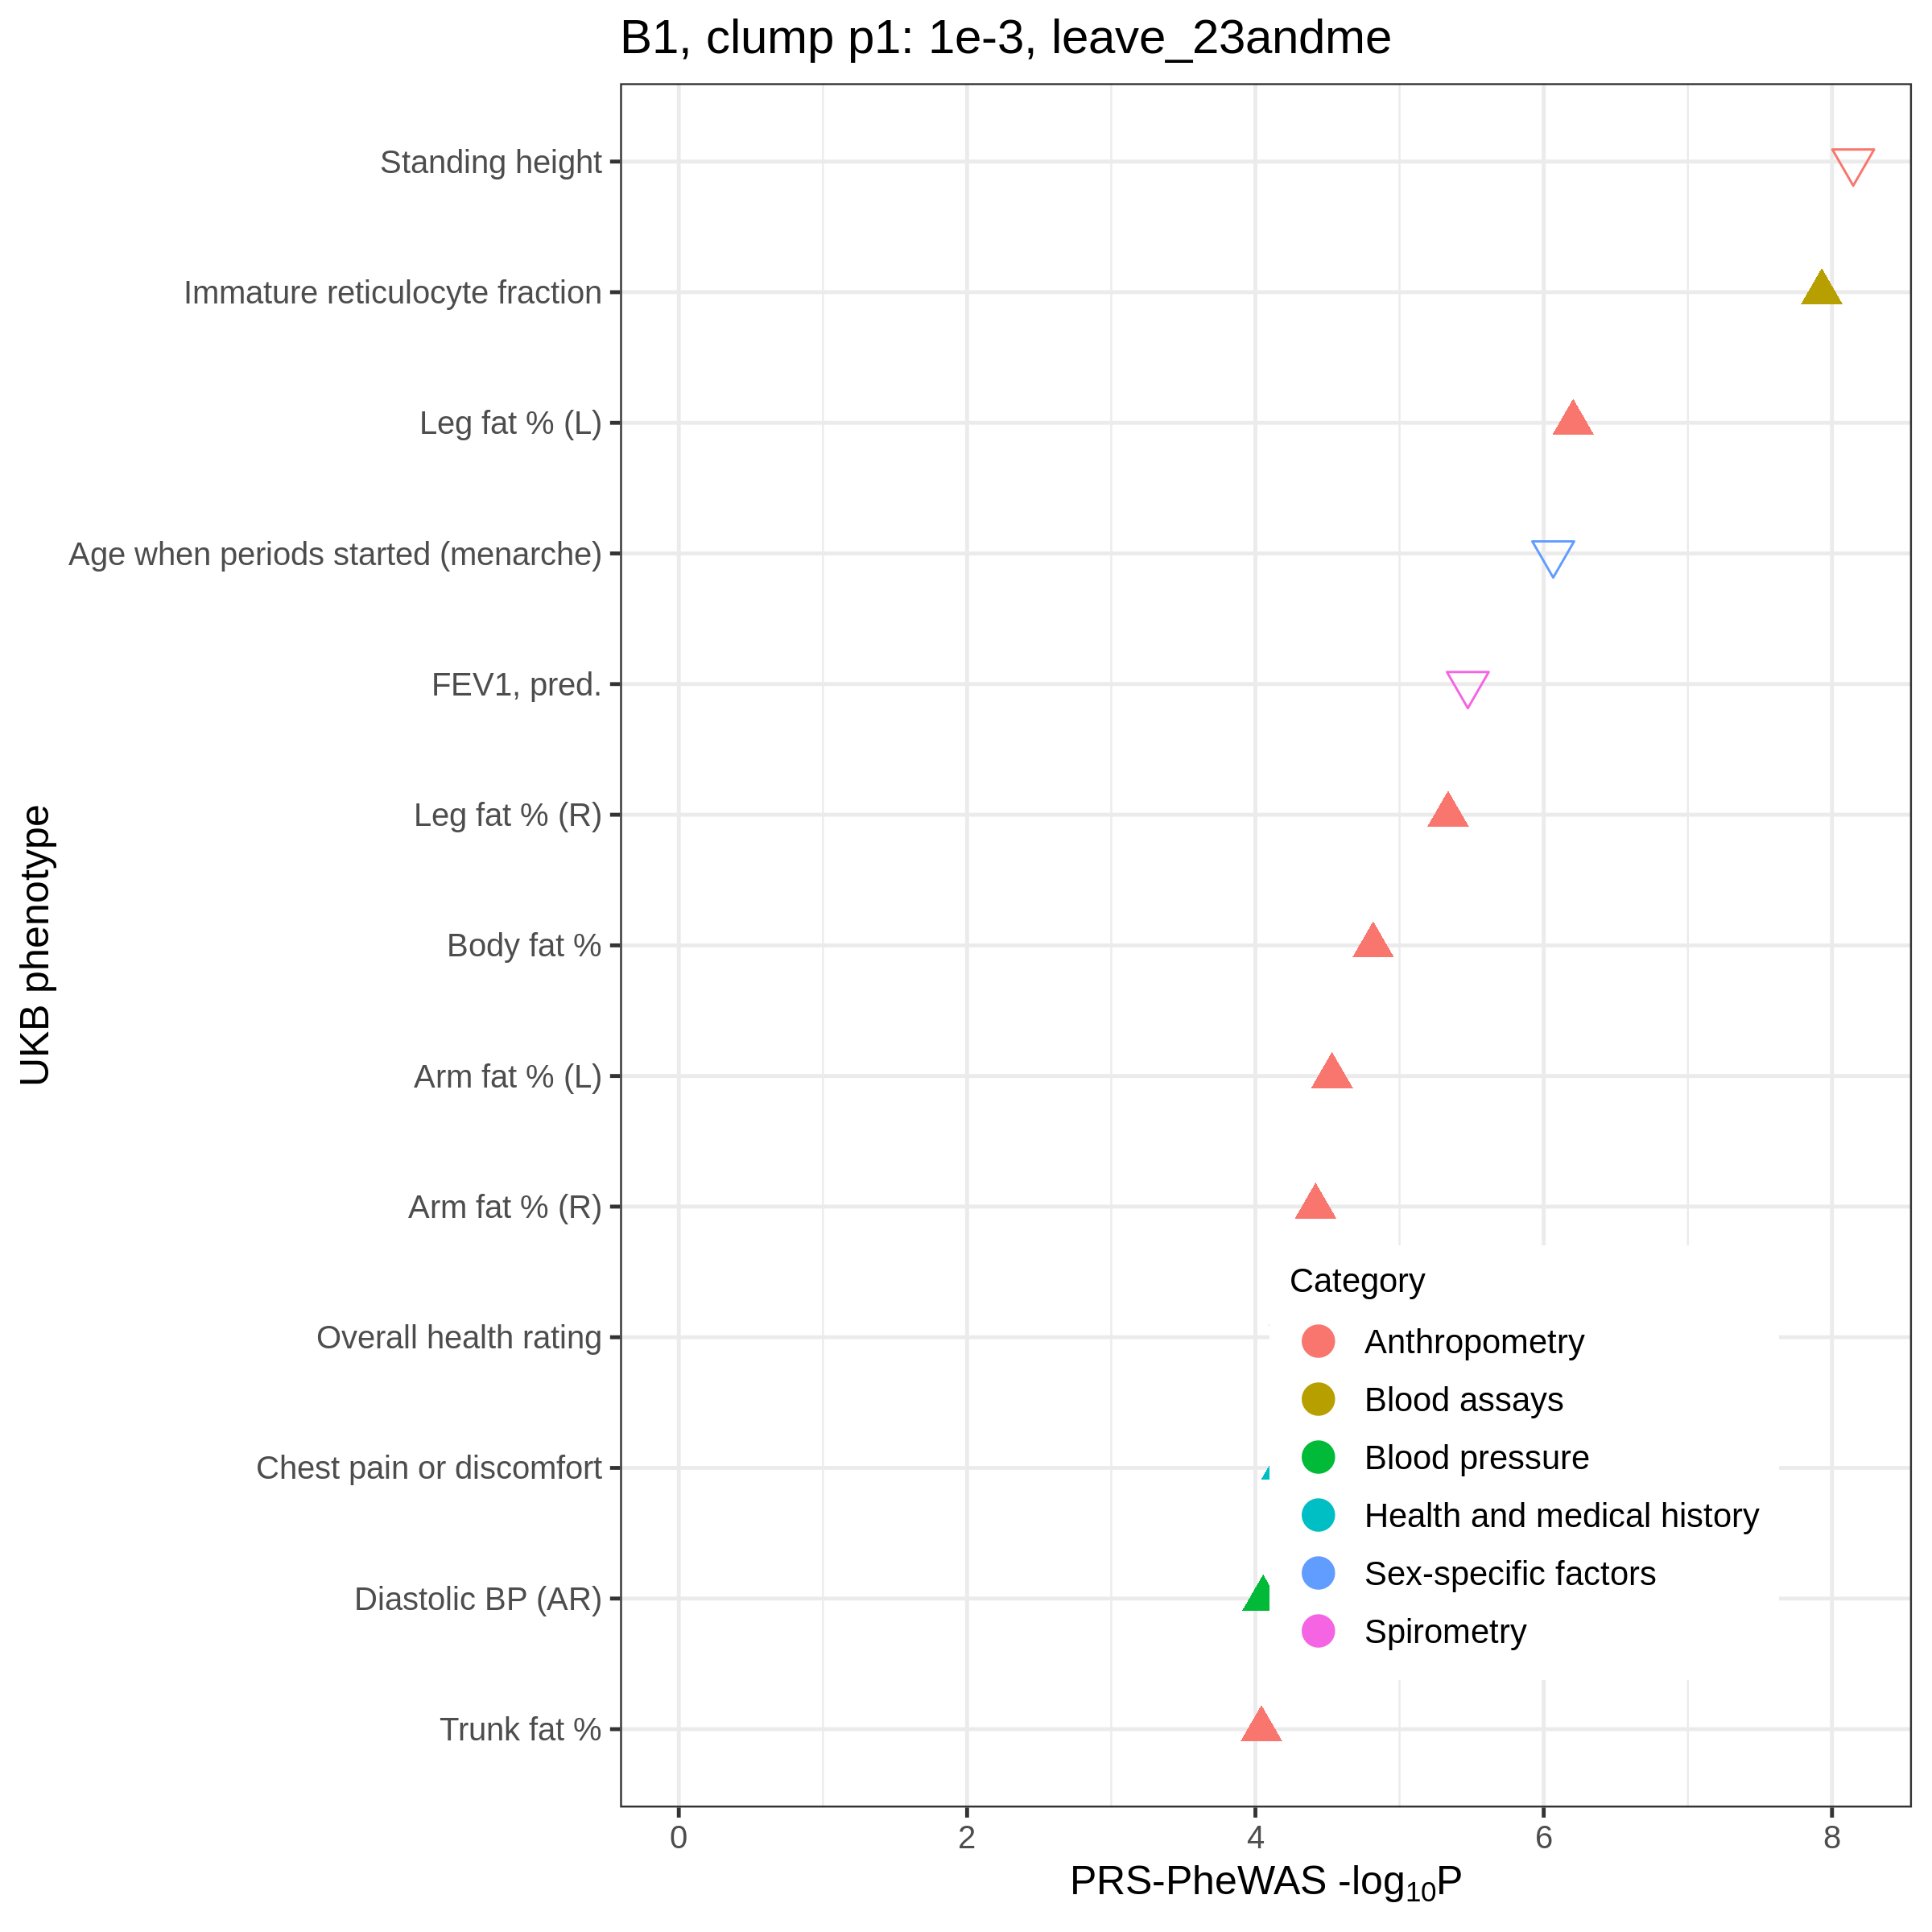 B1, clump p1: 1e-3, leave_23andme
Standing height
Immature reticulocyte fraction
Leg fat % (L)
Age when periods started (menarche)
FEV1, pred.
Leg fat % (R)
Body fat %
Arm fat % (L)
Arm fat % (R)
Overall health rating
Chest pain or discomfort
Diastolic BP (AR)
Trunk fat %
UKB phenotype
Category
Anthropometry
Blood assays
Blood pressure
Health and medical history
Sex-specific factors
Spirometry
0 2 4 6 8
PRS-PheWAS -log₁₀P